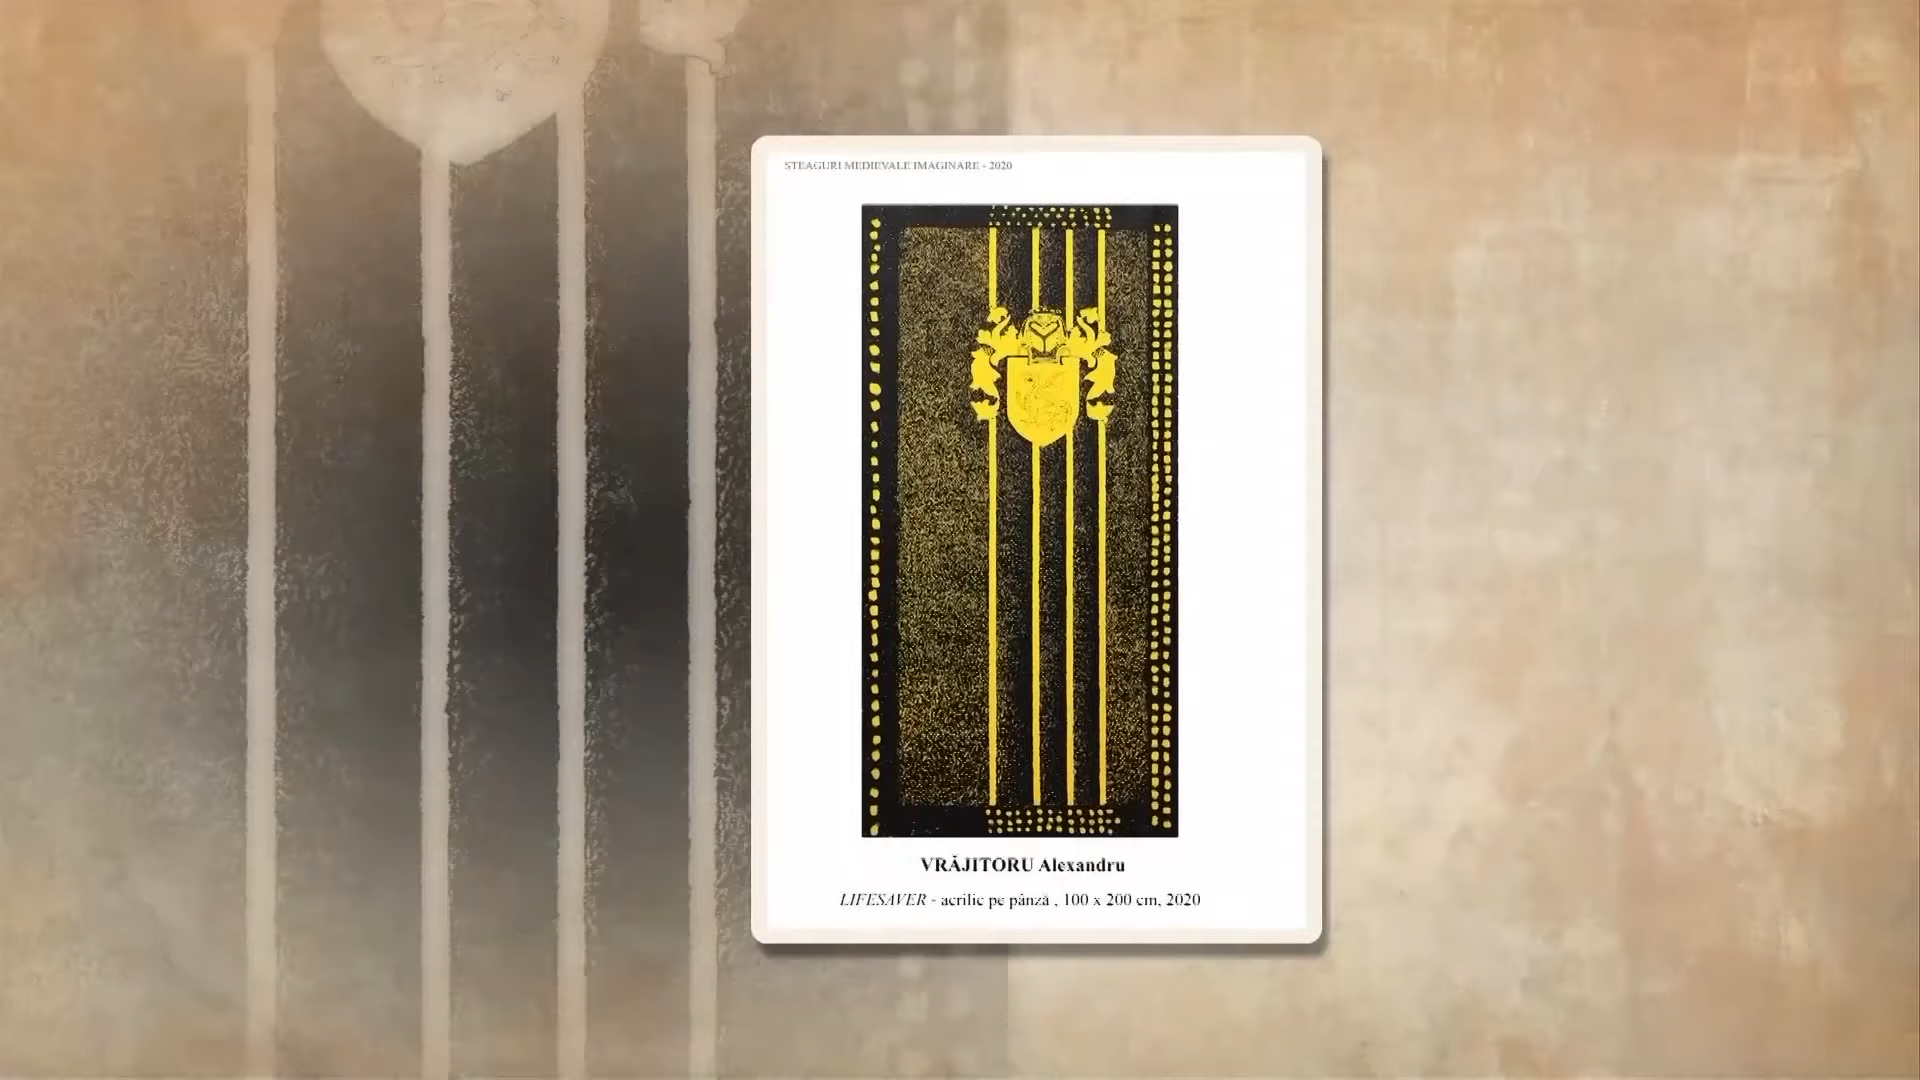 STEAGURI MEDIEVALE IMAGINARE - 2020
VRĂJITORU Alexandru
LIFESAVER - acrilic pe pânză , 100 x 200 cm, 2020